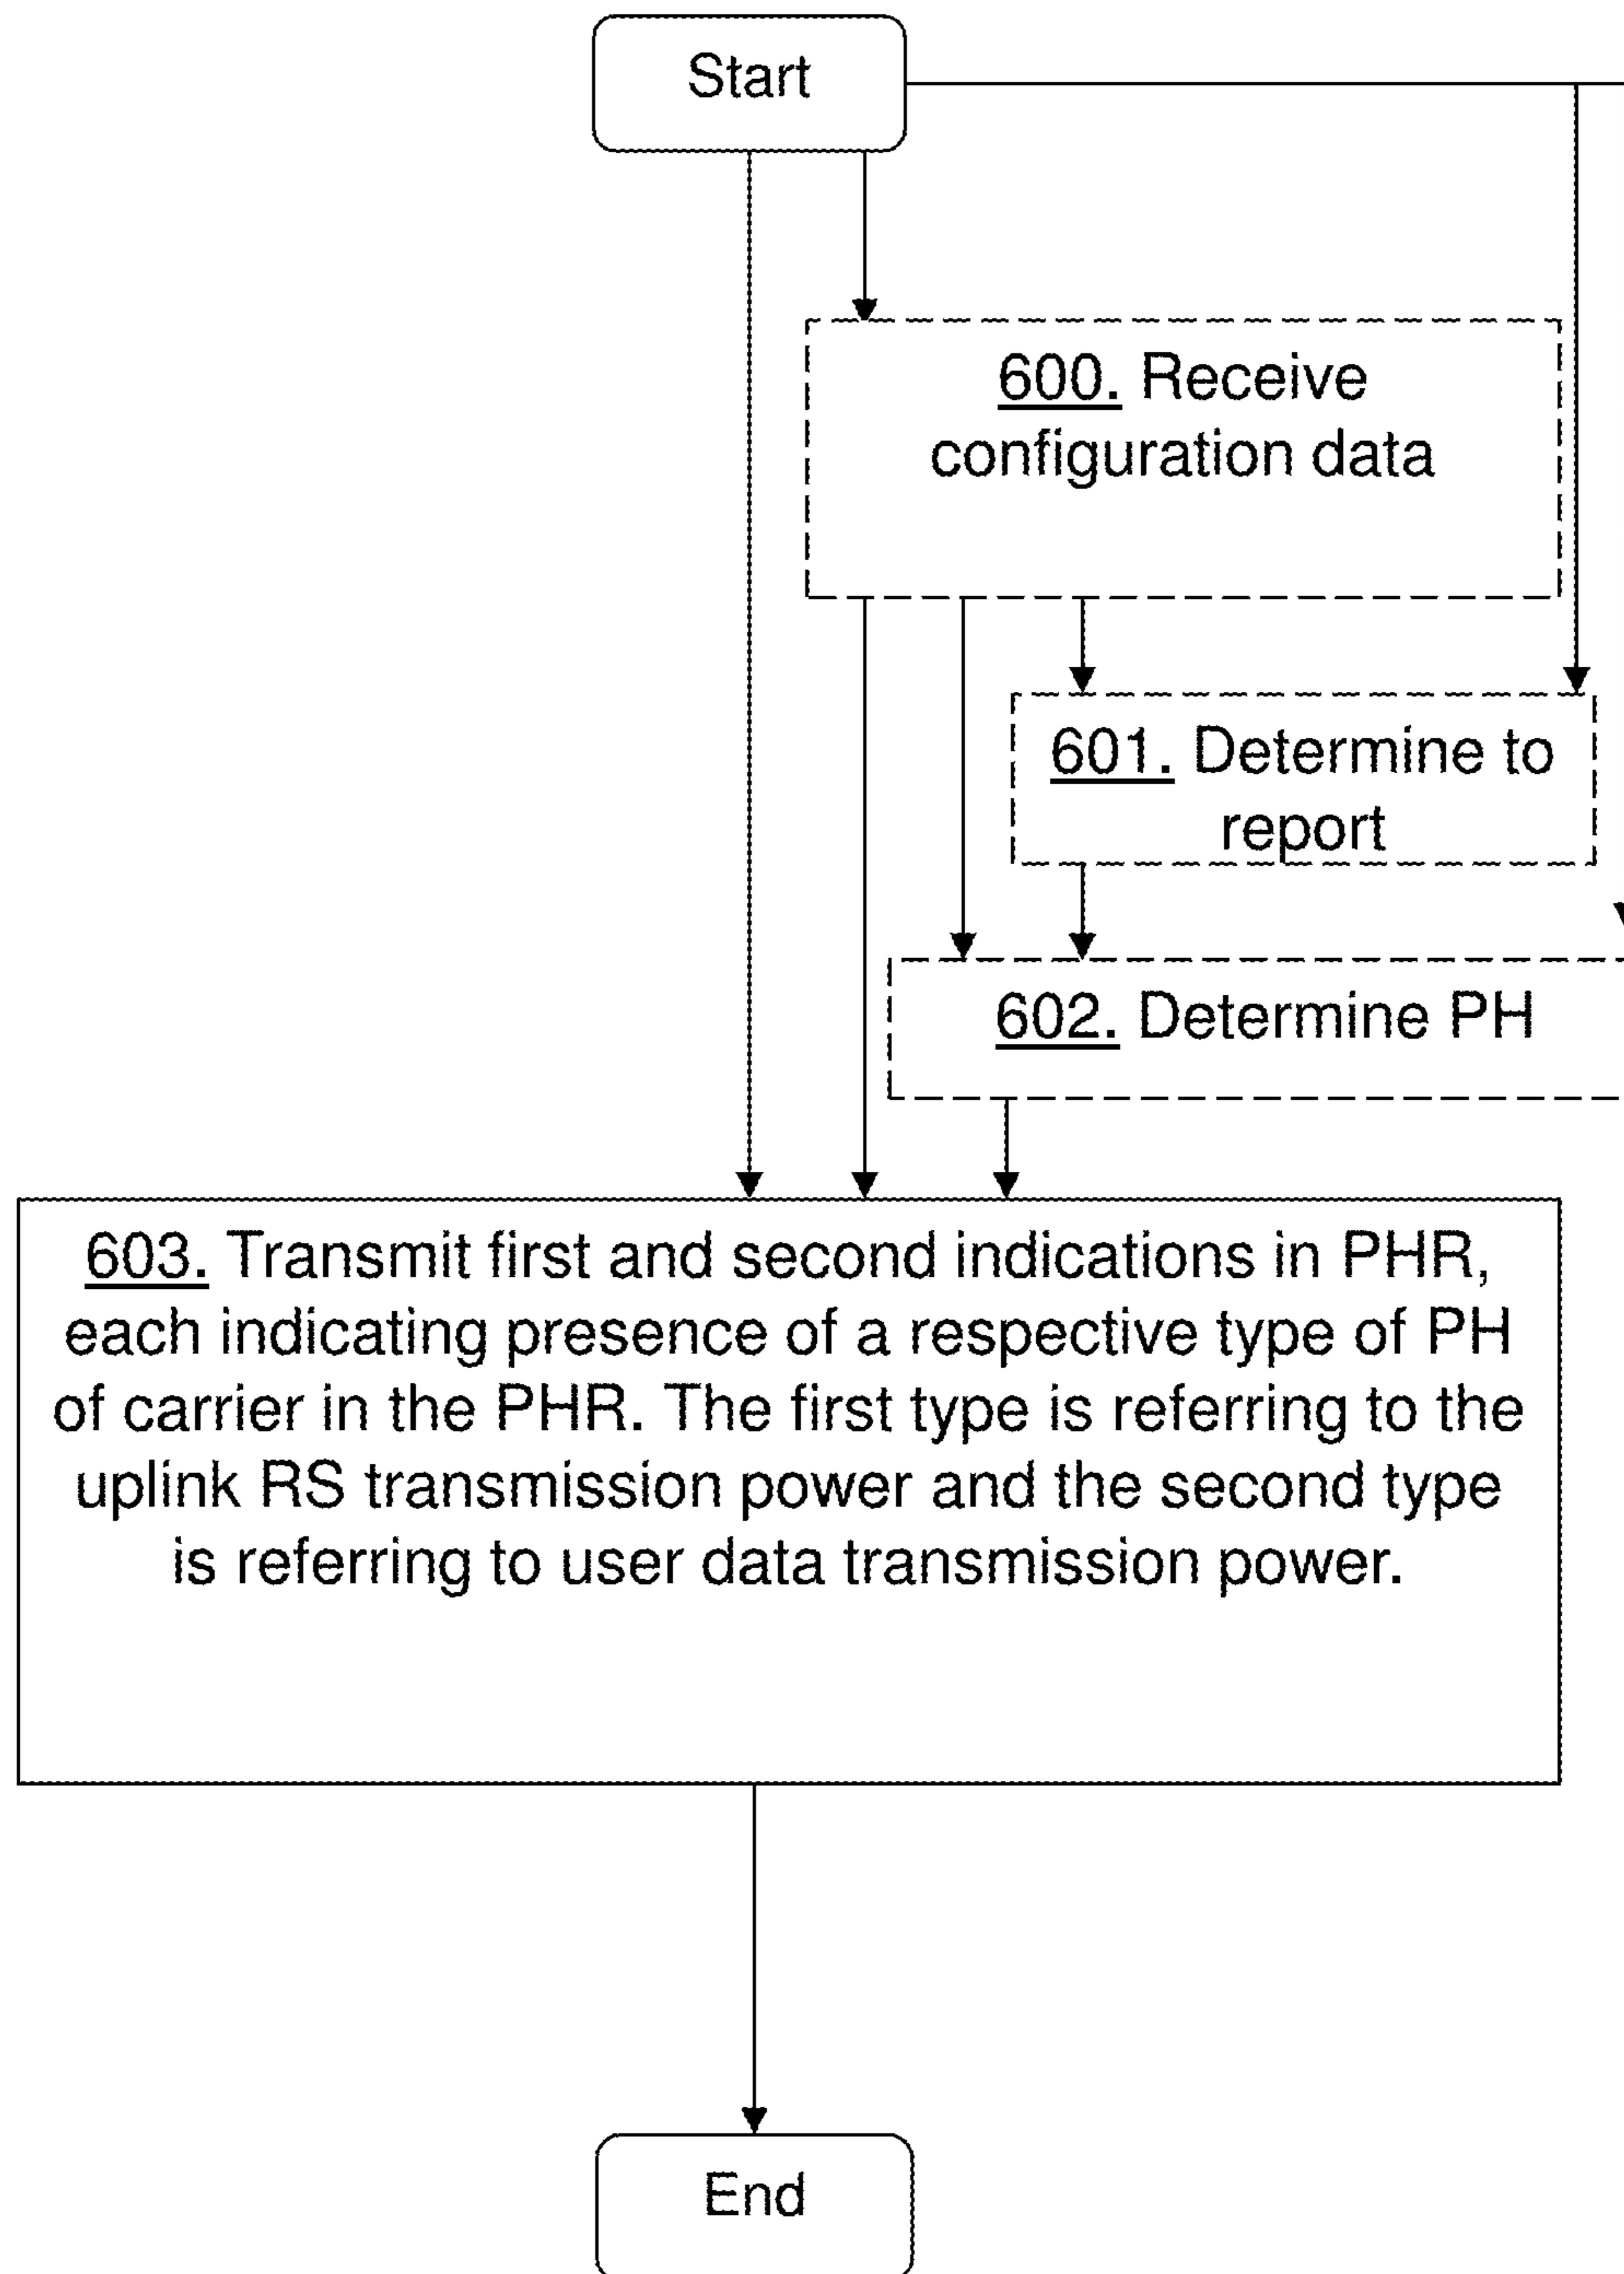 Start
600. Receive
configuration data
601. Determine to
report
602. Determine PH
603. Transmit first and second indications in PHR,
each indicating presence of a respective type of PH
of carrier in the PHR. The first type is referring to the
uplink RS transmission power and the second type
is referring to user data transmission power.
End